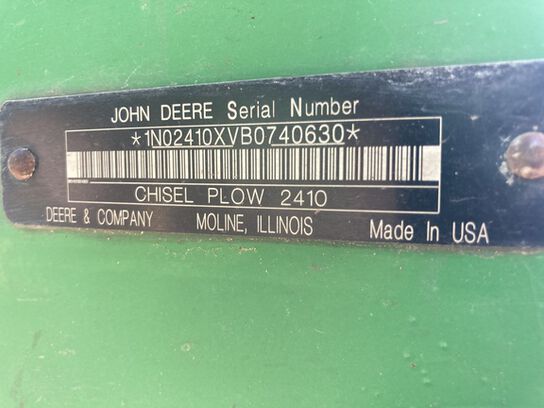 JOHN DEERE Serial Number
*1N02410XVB0740630*
CHISEL PLOW 2410
DEERE & COMPANY MOLINE, ILLINOIS Made In USA